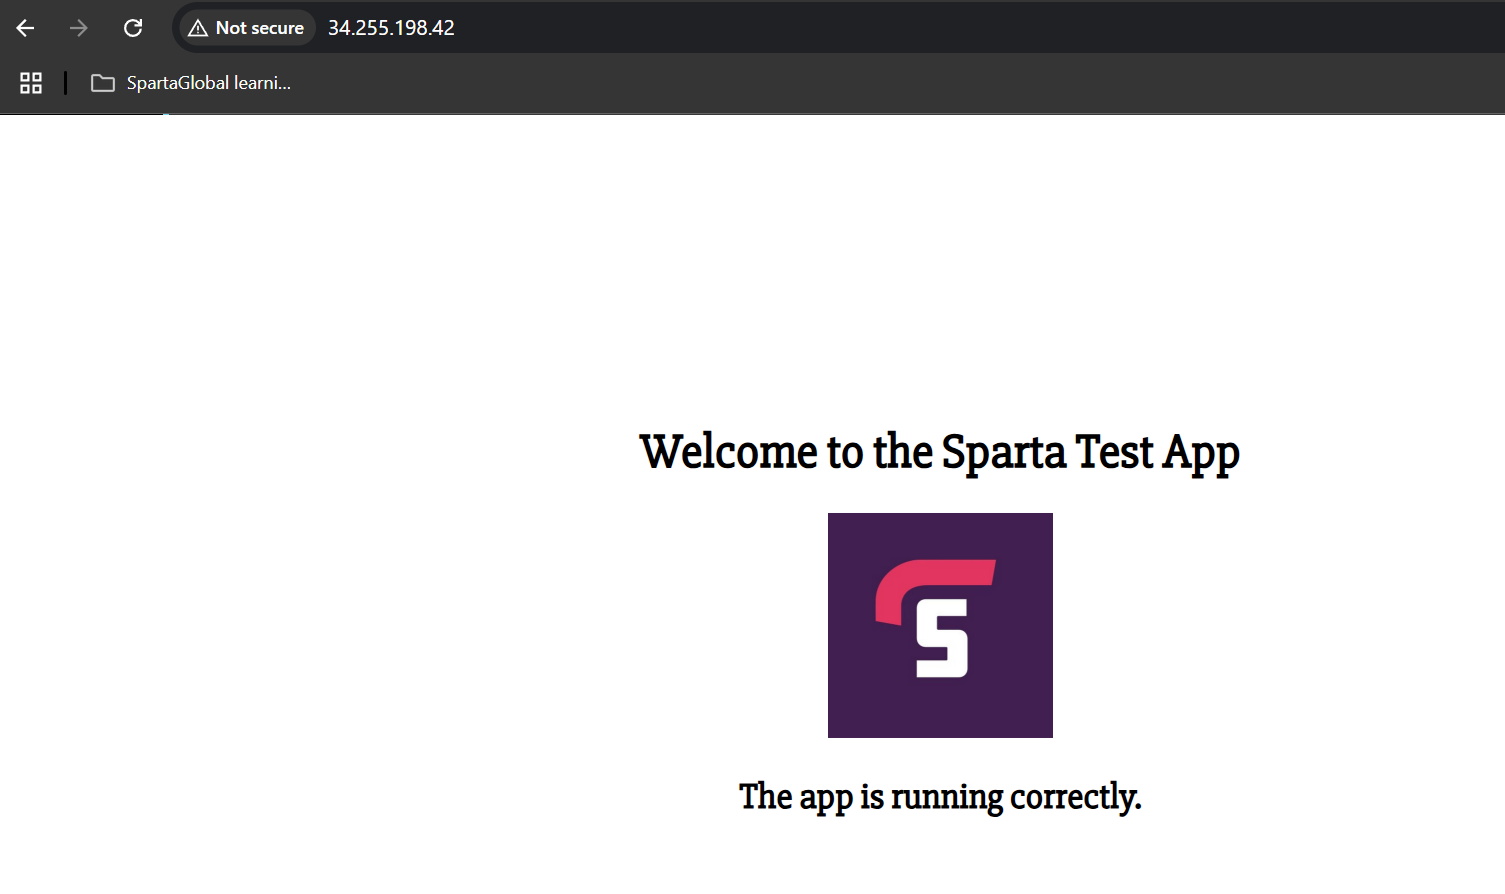 Not secure 34.255.198.42
SpartaGlobal learni...
Welcome to the Sparta Test App
S
The app is running correctly.